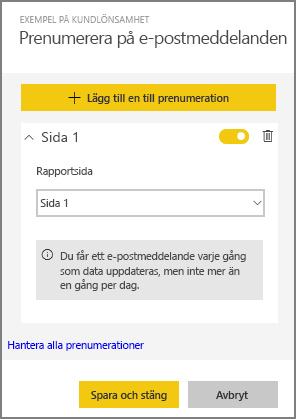 EXEMPEL PÅ KUNDLÖNSAMHET
Prenumerera på e-postmeddelanden
Lägg till en till prenumeration
Sida 1
Rapportsida
Sida 1
Du får ett e-postmeddelande varje gång
som data uppdateras, men inte mer än
en gång per dag.
Hantera alla prenumerationer
Spara och stäng
Avbryt